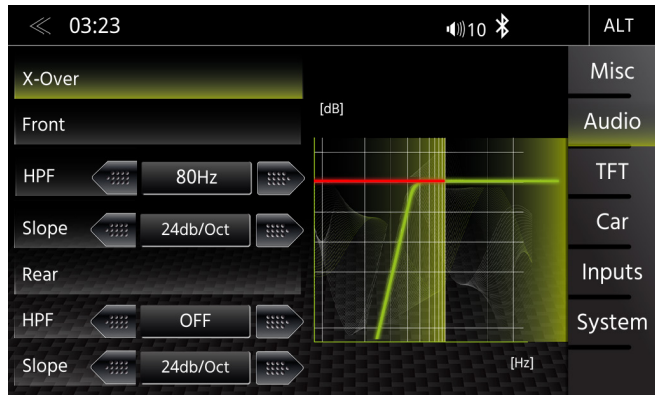 03:23
10
ALT
X-Over
Front
HPF
80Hz
Slope
24db/Oct
Rear
HPF
OFF
Slope
24db/Oct
[dB]
[Hz]
Misc
Audio
TFT
Car
Inputs
System